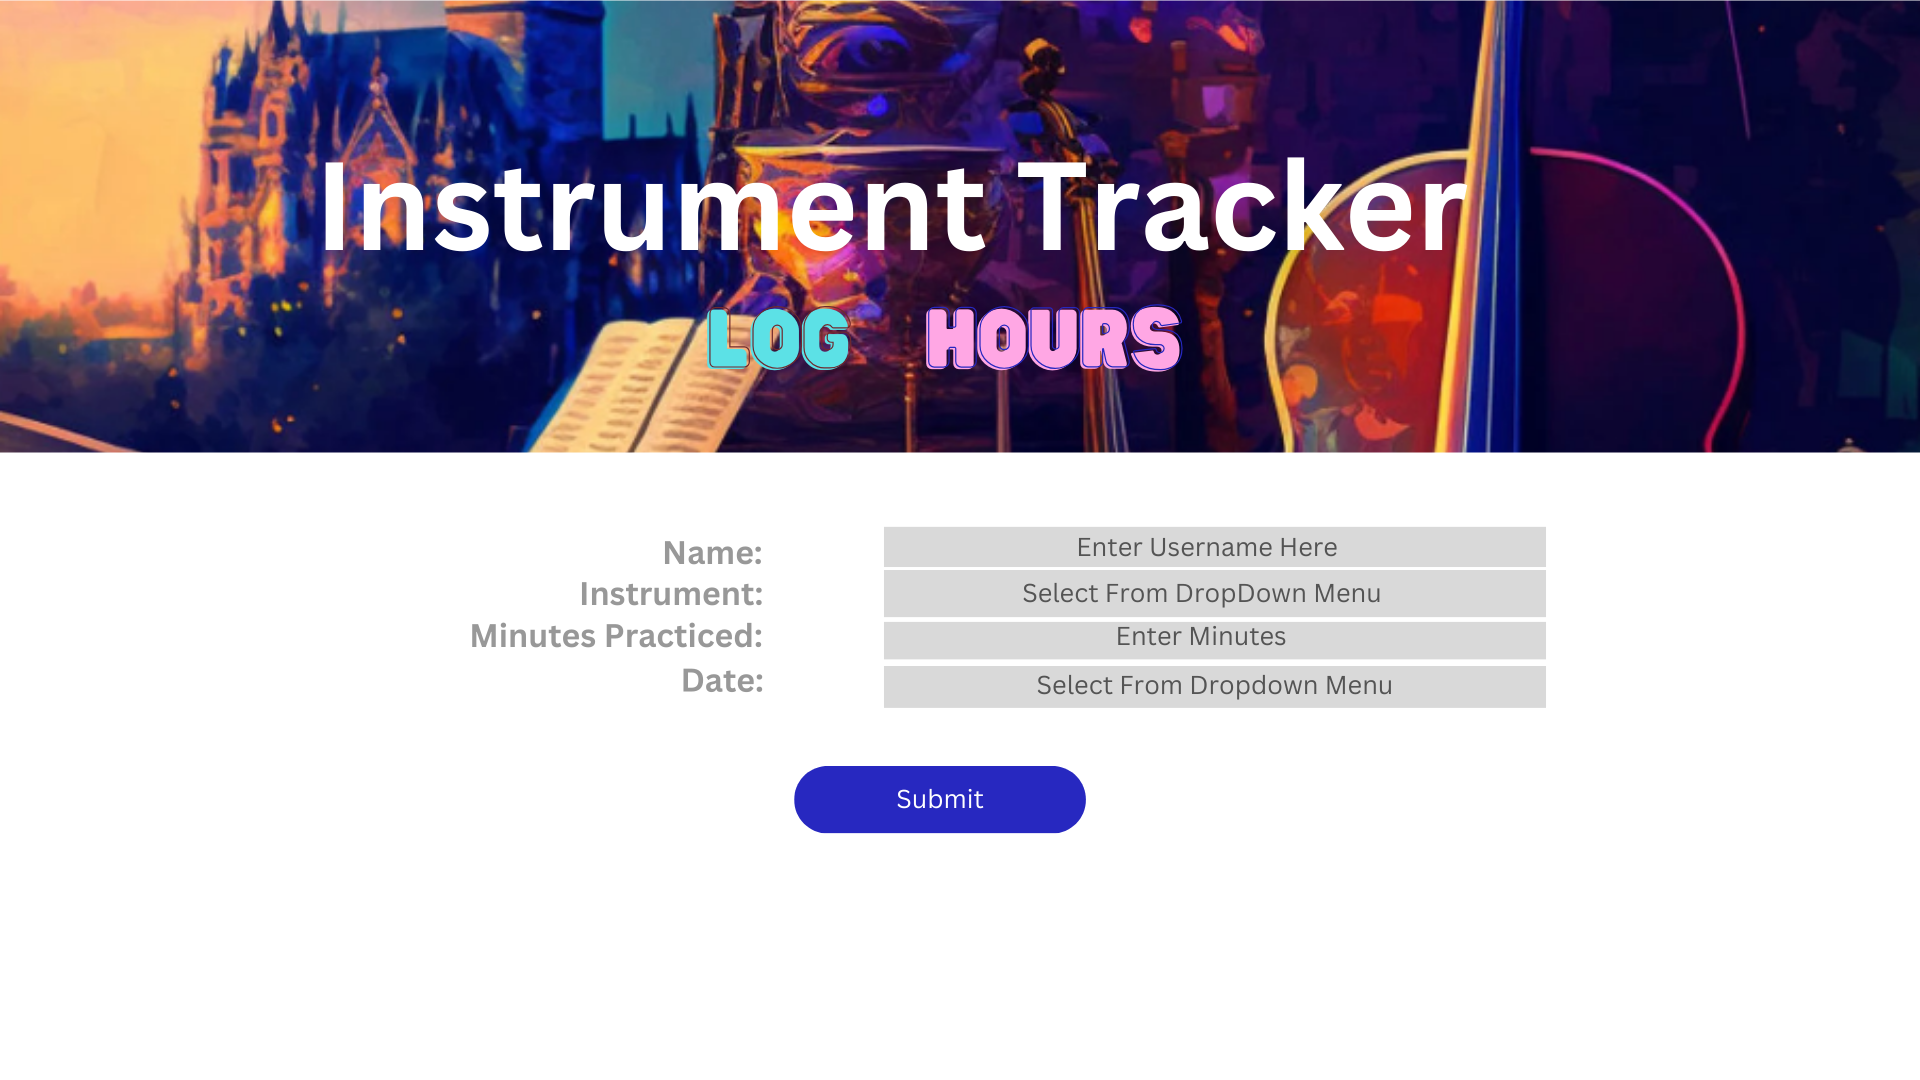 Instrument Tracker
LOG HOURS
Name: Enter Username Here
Instrument: Select From DropDown Menu
Minutes Practiced: Enter Minutes
Date: Select From Dropdown Menu
Submit